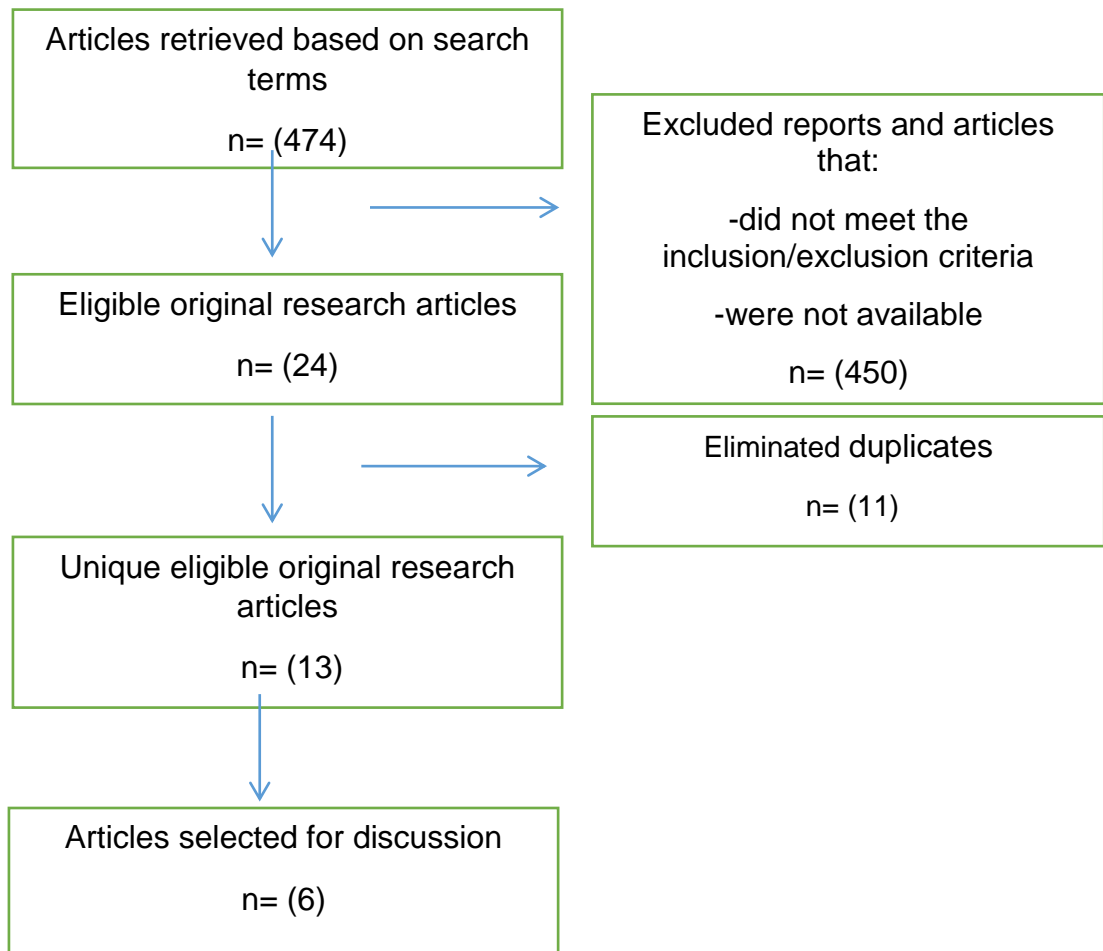 Articles retrieved based on search
terms
n= (474)
Excluded reports and articles
that:
-did not meet the
inclusion/exclusion criteria
-were not available
n= (450)
Eligible original research articles
n= (24)
Eliminated duplicates
n= (11)
Unique eligible original research
articles
n= (13)
Articles selected for discussion
n= (6)